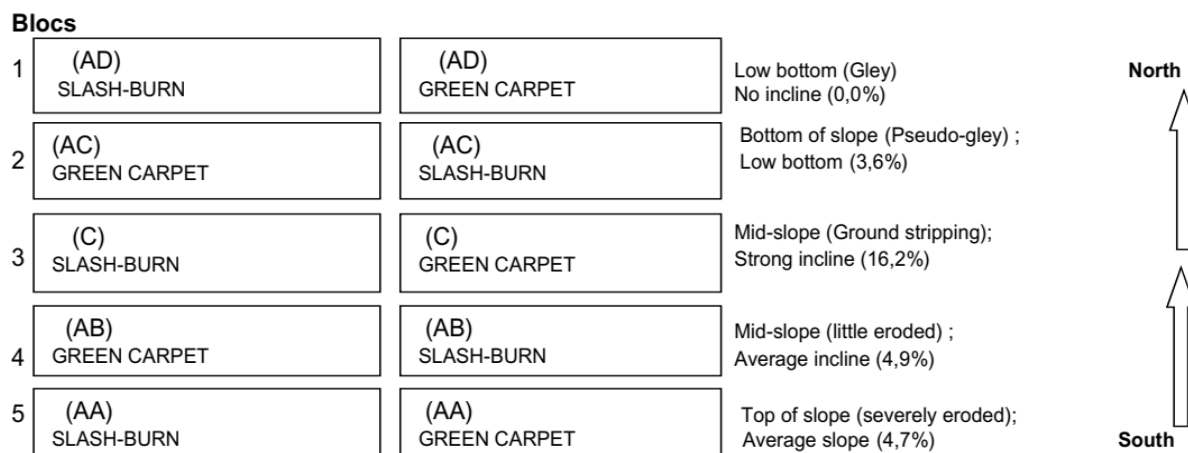 Blocs
1
(AD)
SLASH-BURN
(AD)
GREEN CARPET
Low bottom (Gley)
No incline (0,0%)
North
2
(AC)
GREEN CARPET
(AC)
SLASH-BURN
Bottom of slope (Pseudo-gley) ;
Low bottom (3,6%)
3
(C)
SLASH-BURN
(C)
GREEN CARPET
Mid-slope (Ground stripping);
Strong incline (16,2%)
4
(AB)
GREEN CARPET
(AB)
SLASH-BURN
Mid-slope (little eroded) ;
Average incline (4,9%)
5
(AA)
SLASH-BURN
(AA)
GREEN CARPET
Top of slope (severely eroded);
Average slope (4,7%)
South